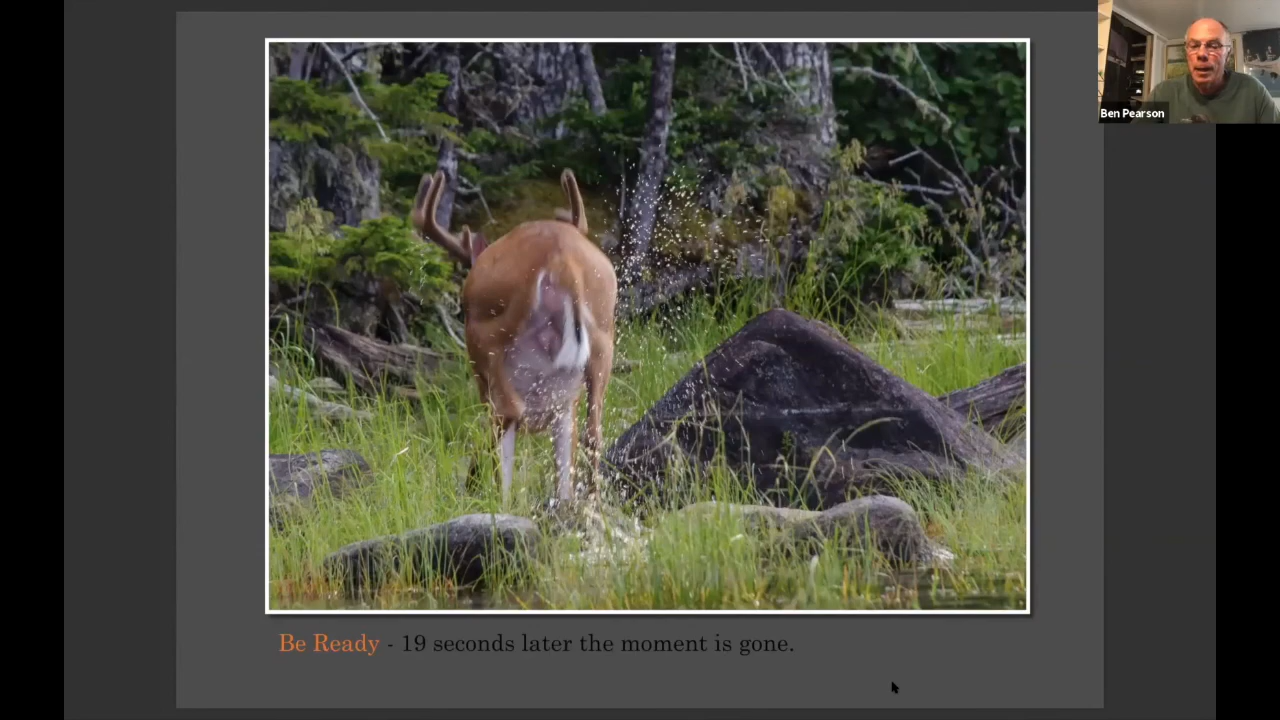 Ben Pearson
Be Ready - 19 seconds later the moment is gone.